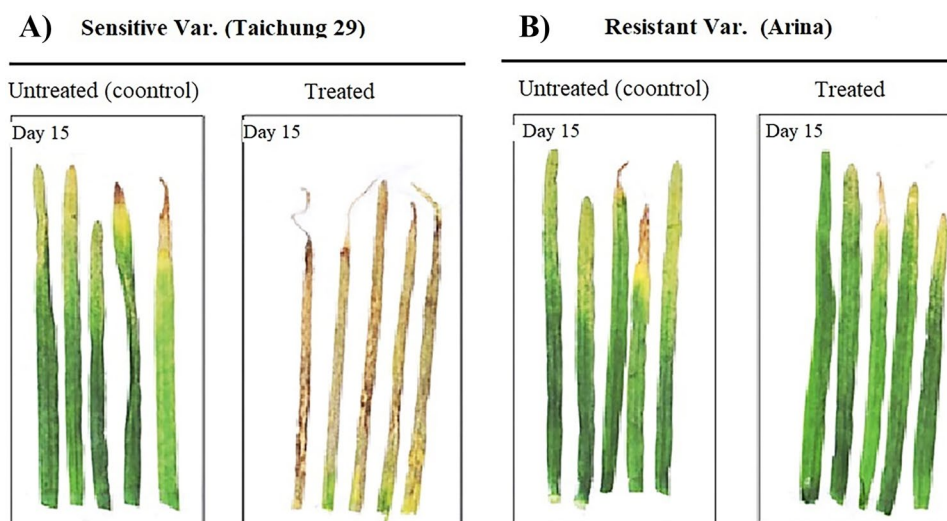 A) Sensitive Var. (Taichung 29)
Untreated (coontrol)
Treated
Day 15
Day 15
B) Resistant Var. (Arina)
Untreated (coontrol)
Treated
Day 15
Day 15